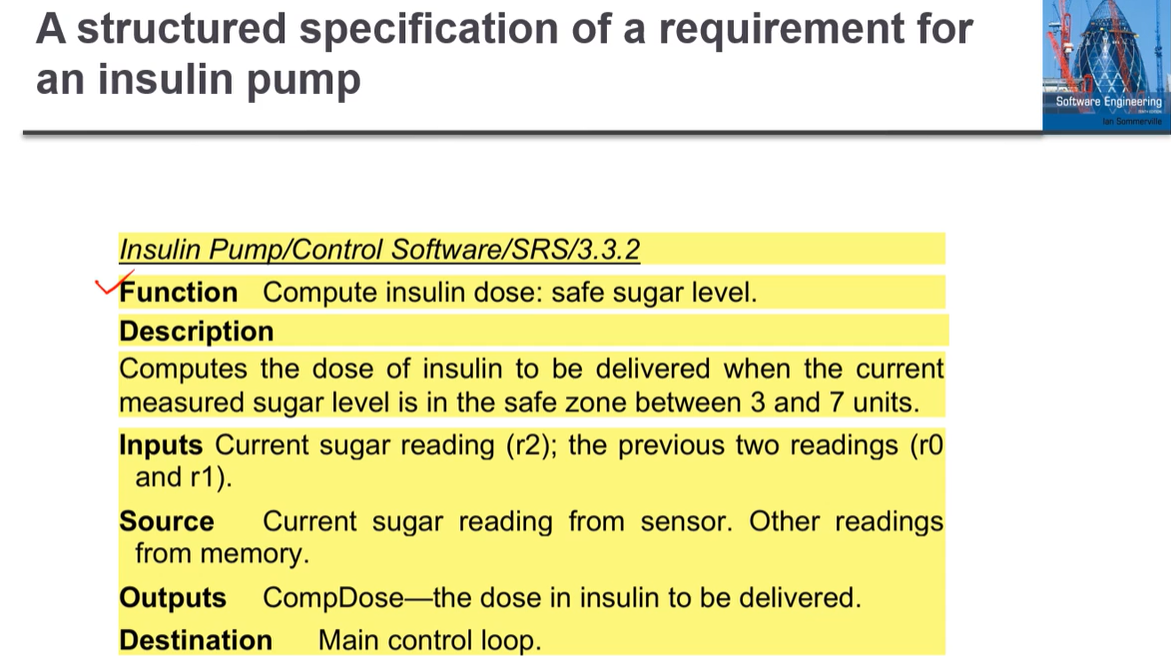 A structured specification of a requirement for
an insulin pump
Software Engineering
Ian Sommerville
Insulin Pump/Control Software/SRS/3.3.2
Function Compute insulin dose: safe sugar level.
Description
Computes the dose of insulin to be delivered when the current
measured sugar level is in the safe zone between 3 and 7 units.
Inputs Current sugar reading (r2); the previous two readings (r0
and r1).
Source Current sugar reading from sensor. Other readings
from memory.
Outputs CompDose—the dose in insulin to be delivered.
Destination Main control loop.